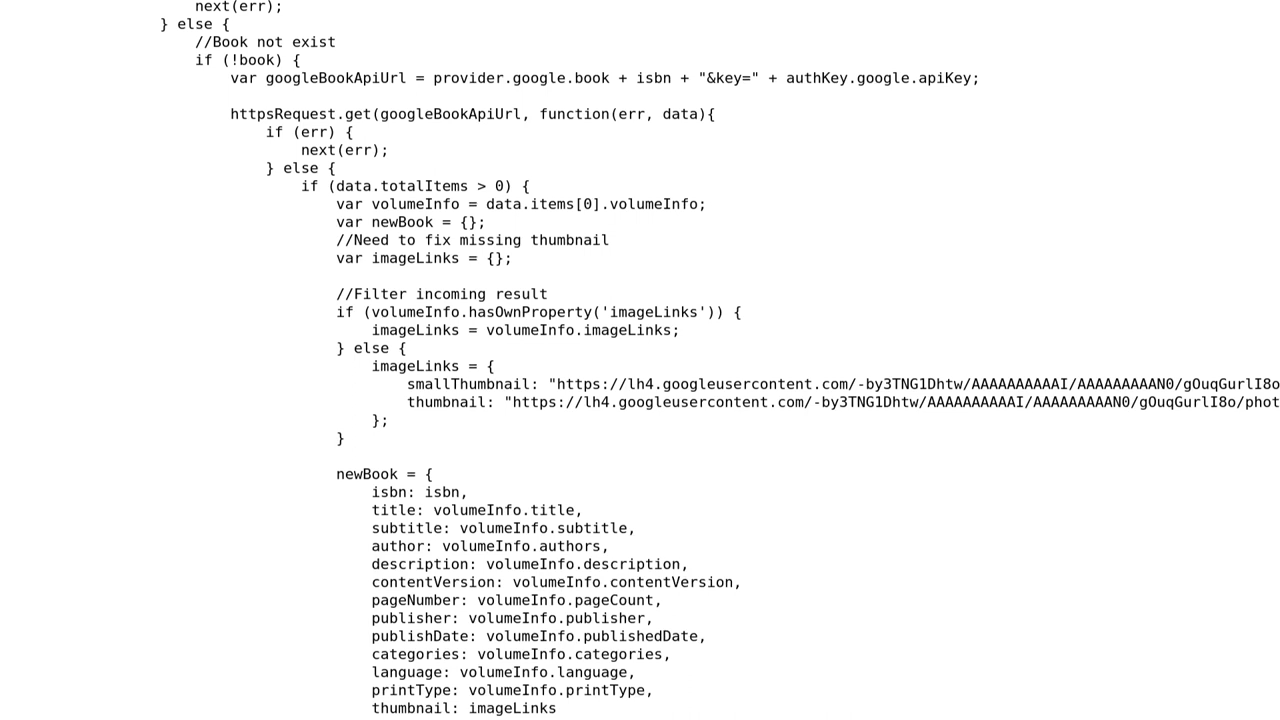 next(err);
} else {
//Book not exist
if (!book) {
var googleBookApiUrl = provider.google.book + isbn + "&key=" + authKey.google.apiKey;
httpsRequest.get(googleBookApiUrl, function(err, data){
if (err) {
next(err);
} else {
if (data.totalItems > 0) {
var volumeInfo = data.items[0].volumeInfo;
var newBook = {};
//Need to fix missing thumbnail
var imageLinks = {};
//Filter incoming result
if (volumeInfo.hasOwnProperty('imageLinks')) {
imageLinks = volumeInfo.imageLinks;
} else {
imageLinks = {
smallThumbnail: "https://lh4.googleusercontent.com/-by3TNG1Dhtw/AAAAAAAAAAI/AAAAAAAAAN0/gOuqGurlI8o
thumbnail: "https://lh4.googleusercontent.com/-by3TNG1Dhtw/AAAAAAAAAAI/AAAAAAAAAN0/gOuqGurlI8o/phot
};
}
newBook = {
isbn: isbn,
title: volumeInfo.title,
subtitle: volumeInfo.subtitle,
author: volumeInfo.authors,
description: volumeInfo.description,
contentVersion: volumeInfo.contentVersion,
pageNumber: volumeInfo.pageCount,
publisher: volumeInfo.publisher,
publishDate: volumeInfo.publishedDate,
categories: volumeInfo.categories,
language: volumeInfo.language,
printType: volumeInfo.printType,
thumbnail: imageLinks